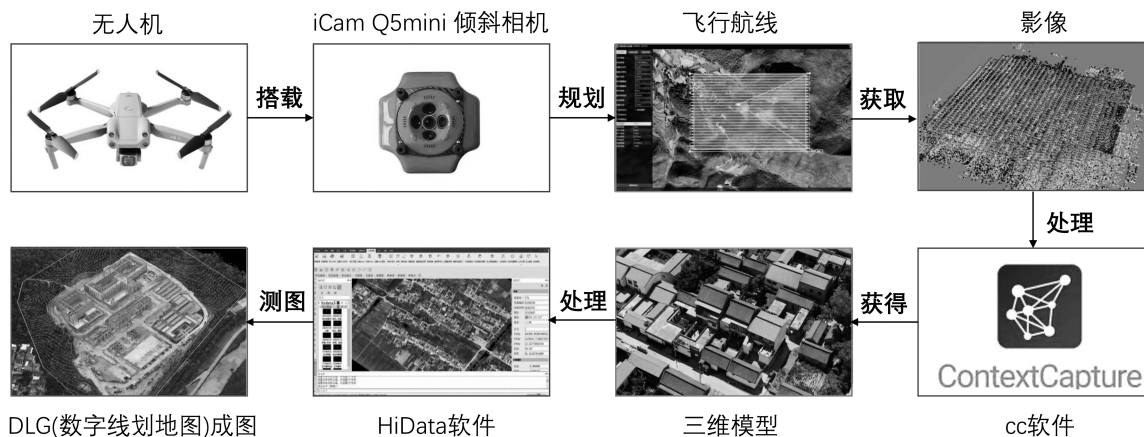 无人机
iCam Q5mini 倾斜相机
飞行航线
影像
搭载
规划
获取
处理
测图
处理
获得
ContextCapture
DLG(数字线划地图)成图
HiData软件
三维模型
cc软件